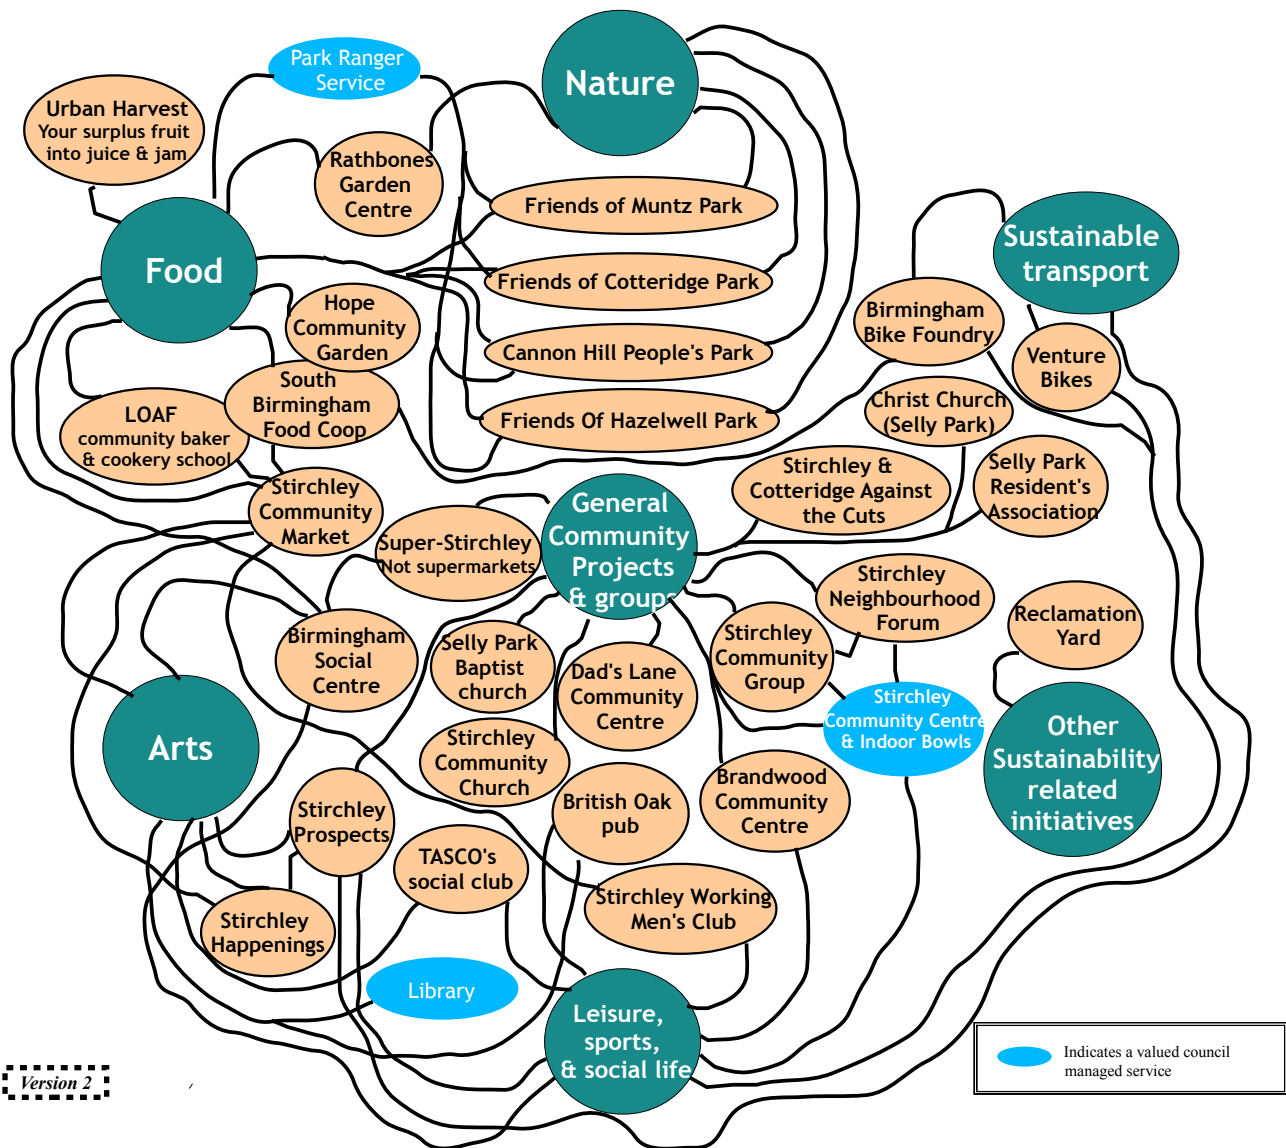 Park Ranger
Service
Nature
Urban Harvest
Your surplus fruit
into juice & jam
Rathbones
Garden
Centre
Friends of Muntz Park
Sustainable
transport
Food
Friends of Cotteridge Park
Hope
Community
Garden
Birmingham
Bike Foundry
Cannon Hill People's Park
Venture
Bikes
South
Birmingham
Food Coop
Christ Church
(Selly Park)
LOAF
community baker
& cookery school
Friends Of Hazelwell Park
Stirchley &
Cotteridge Against
the Cuts
Selly Park
Resident's
Association
Stirchley
Community
Market
General
Community
Projects
& groups
Super-Stirchley
Not supermarkets
Stirchley
Neighbourhood
Forum
Reclamation
Yard
Birmingham
Social
Centre
Selly Park
Baptist
church
Dad's Lane
Community
Centre
Stirchley
Community
Group
Stirchley
Community Centre
& Indoor Bowls
Arts
Stirchley
Community
Church
Other
Sustainability
related
initiatives
Stirchley
Prospects
British Oak
pub
Brandwood
Community
Centre
TASCO's
social club
Stirchley Working
Men's Club
Stirchley
Happenings
Library
Leisure,
sports,
& social life
Indicates a valued council
managed service
Version 2
,